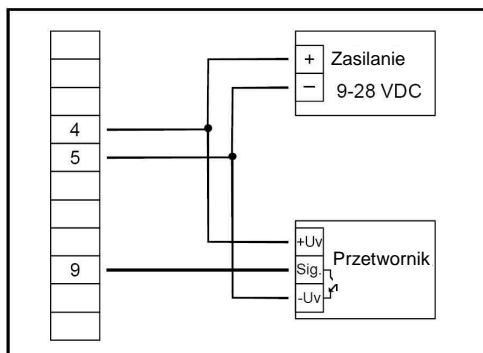 + Zasilanie
− 9-28 VDC
4
5
+Uv
9 Sig. Przetwornik
-Uv